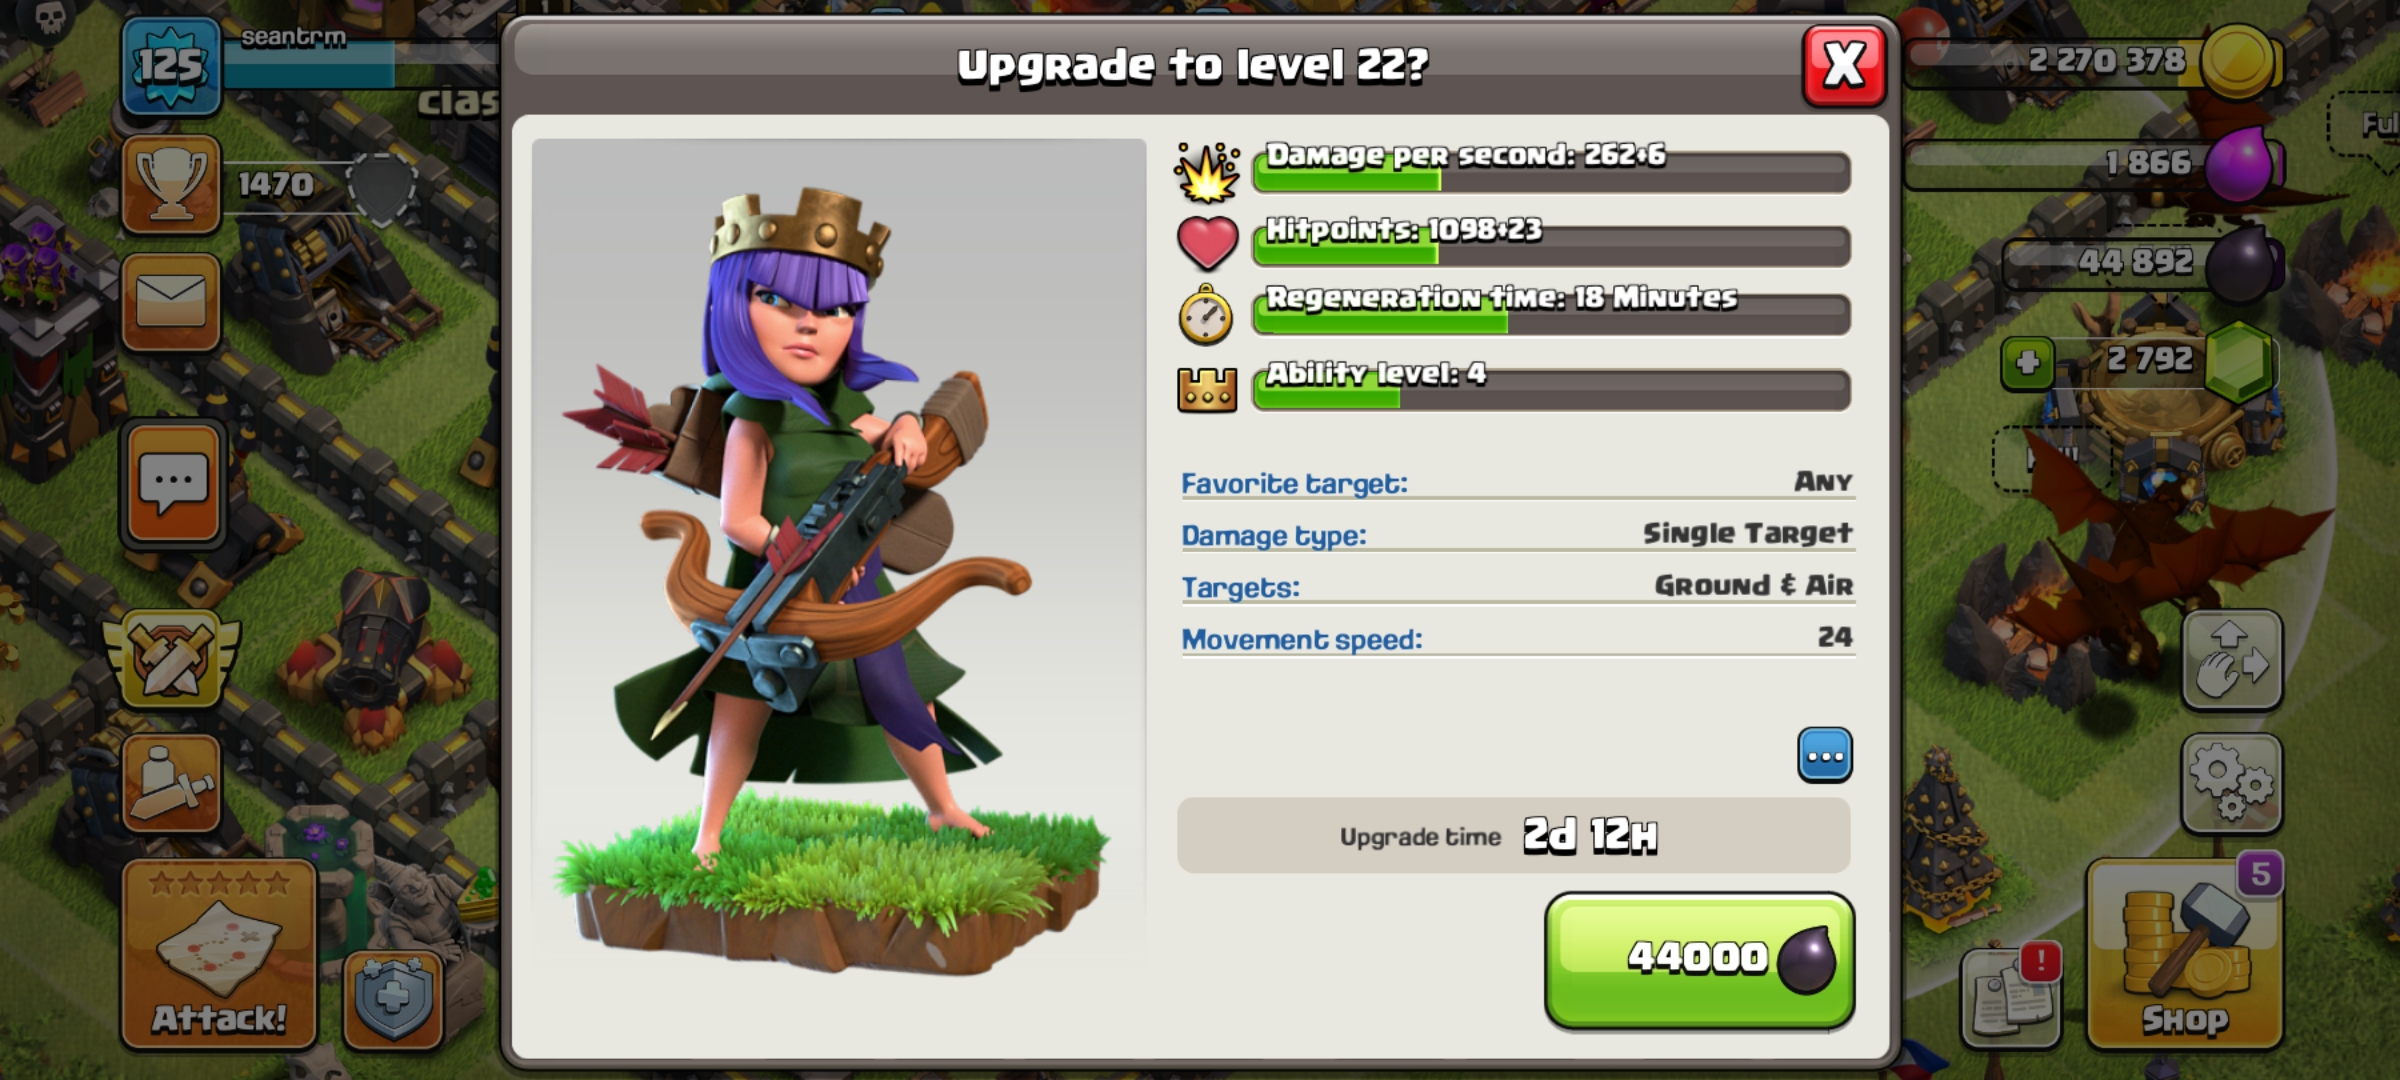 125
seantrm
clas
Upgrade to level 22?
X
2 270 378
1470
Damage per second: 262+6
1 866
Ful
Hitpoints: 1098+23
44 892
Regeneration time: 18 Minutes
2 792
Ability level: 4
Favorite target: Any
Damage type: Single Target
Targets: Ground & Air
Movement speed: 24
...
Upgrade time 2d 12H
5
44000
!
Attack!
Shop